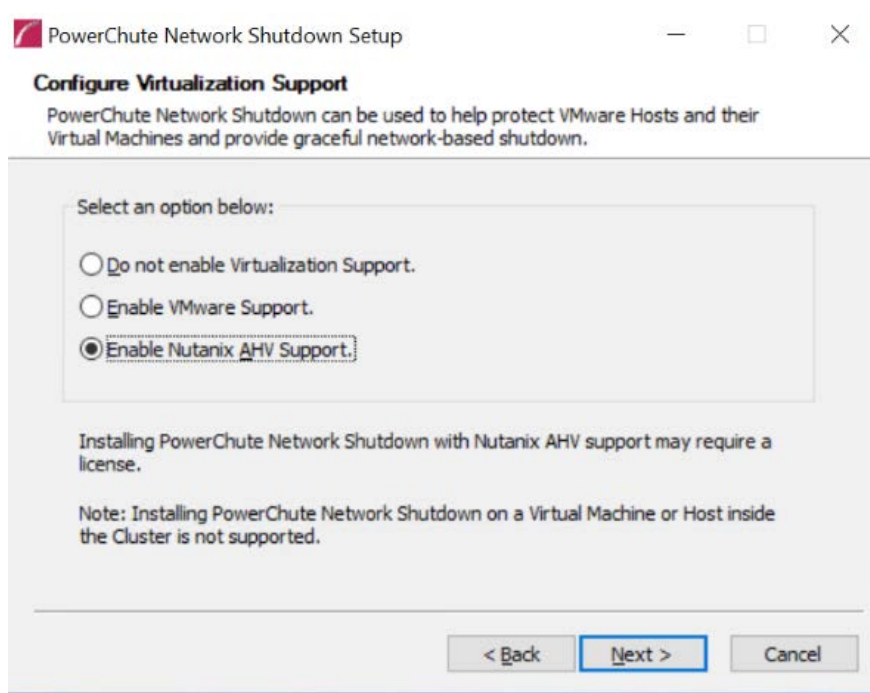 PowerChute Network Shutdown Setup
Configure Virtualization Support
PowerChute Network Shutdown can be used to help protect VMware Hosts and their
Virtual Machines and provide graceful network-based shutdown.
Select an option below:
Do not enable Virtualization Support.
Enable VMware Support.
Enable Nutanix AHV Support.
Installing PowerChute Network Shutdown with Nutanix AHV support may require a
license.
Note: Installing PowerChute Network Shutdown on a Virtual Machine or Host inside
the Cluster is not supported.
< Back Next > Cancel